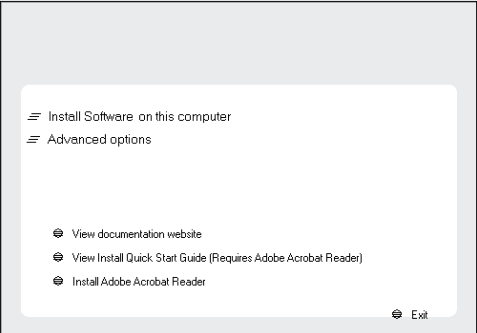 Install Software on this computer
Advanced options
View documentation website
View Install Quick Start Guide (Requires Adobe Acrobat Reader)
Install Adobe Acrobat Reader
Exit